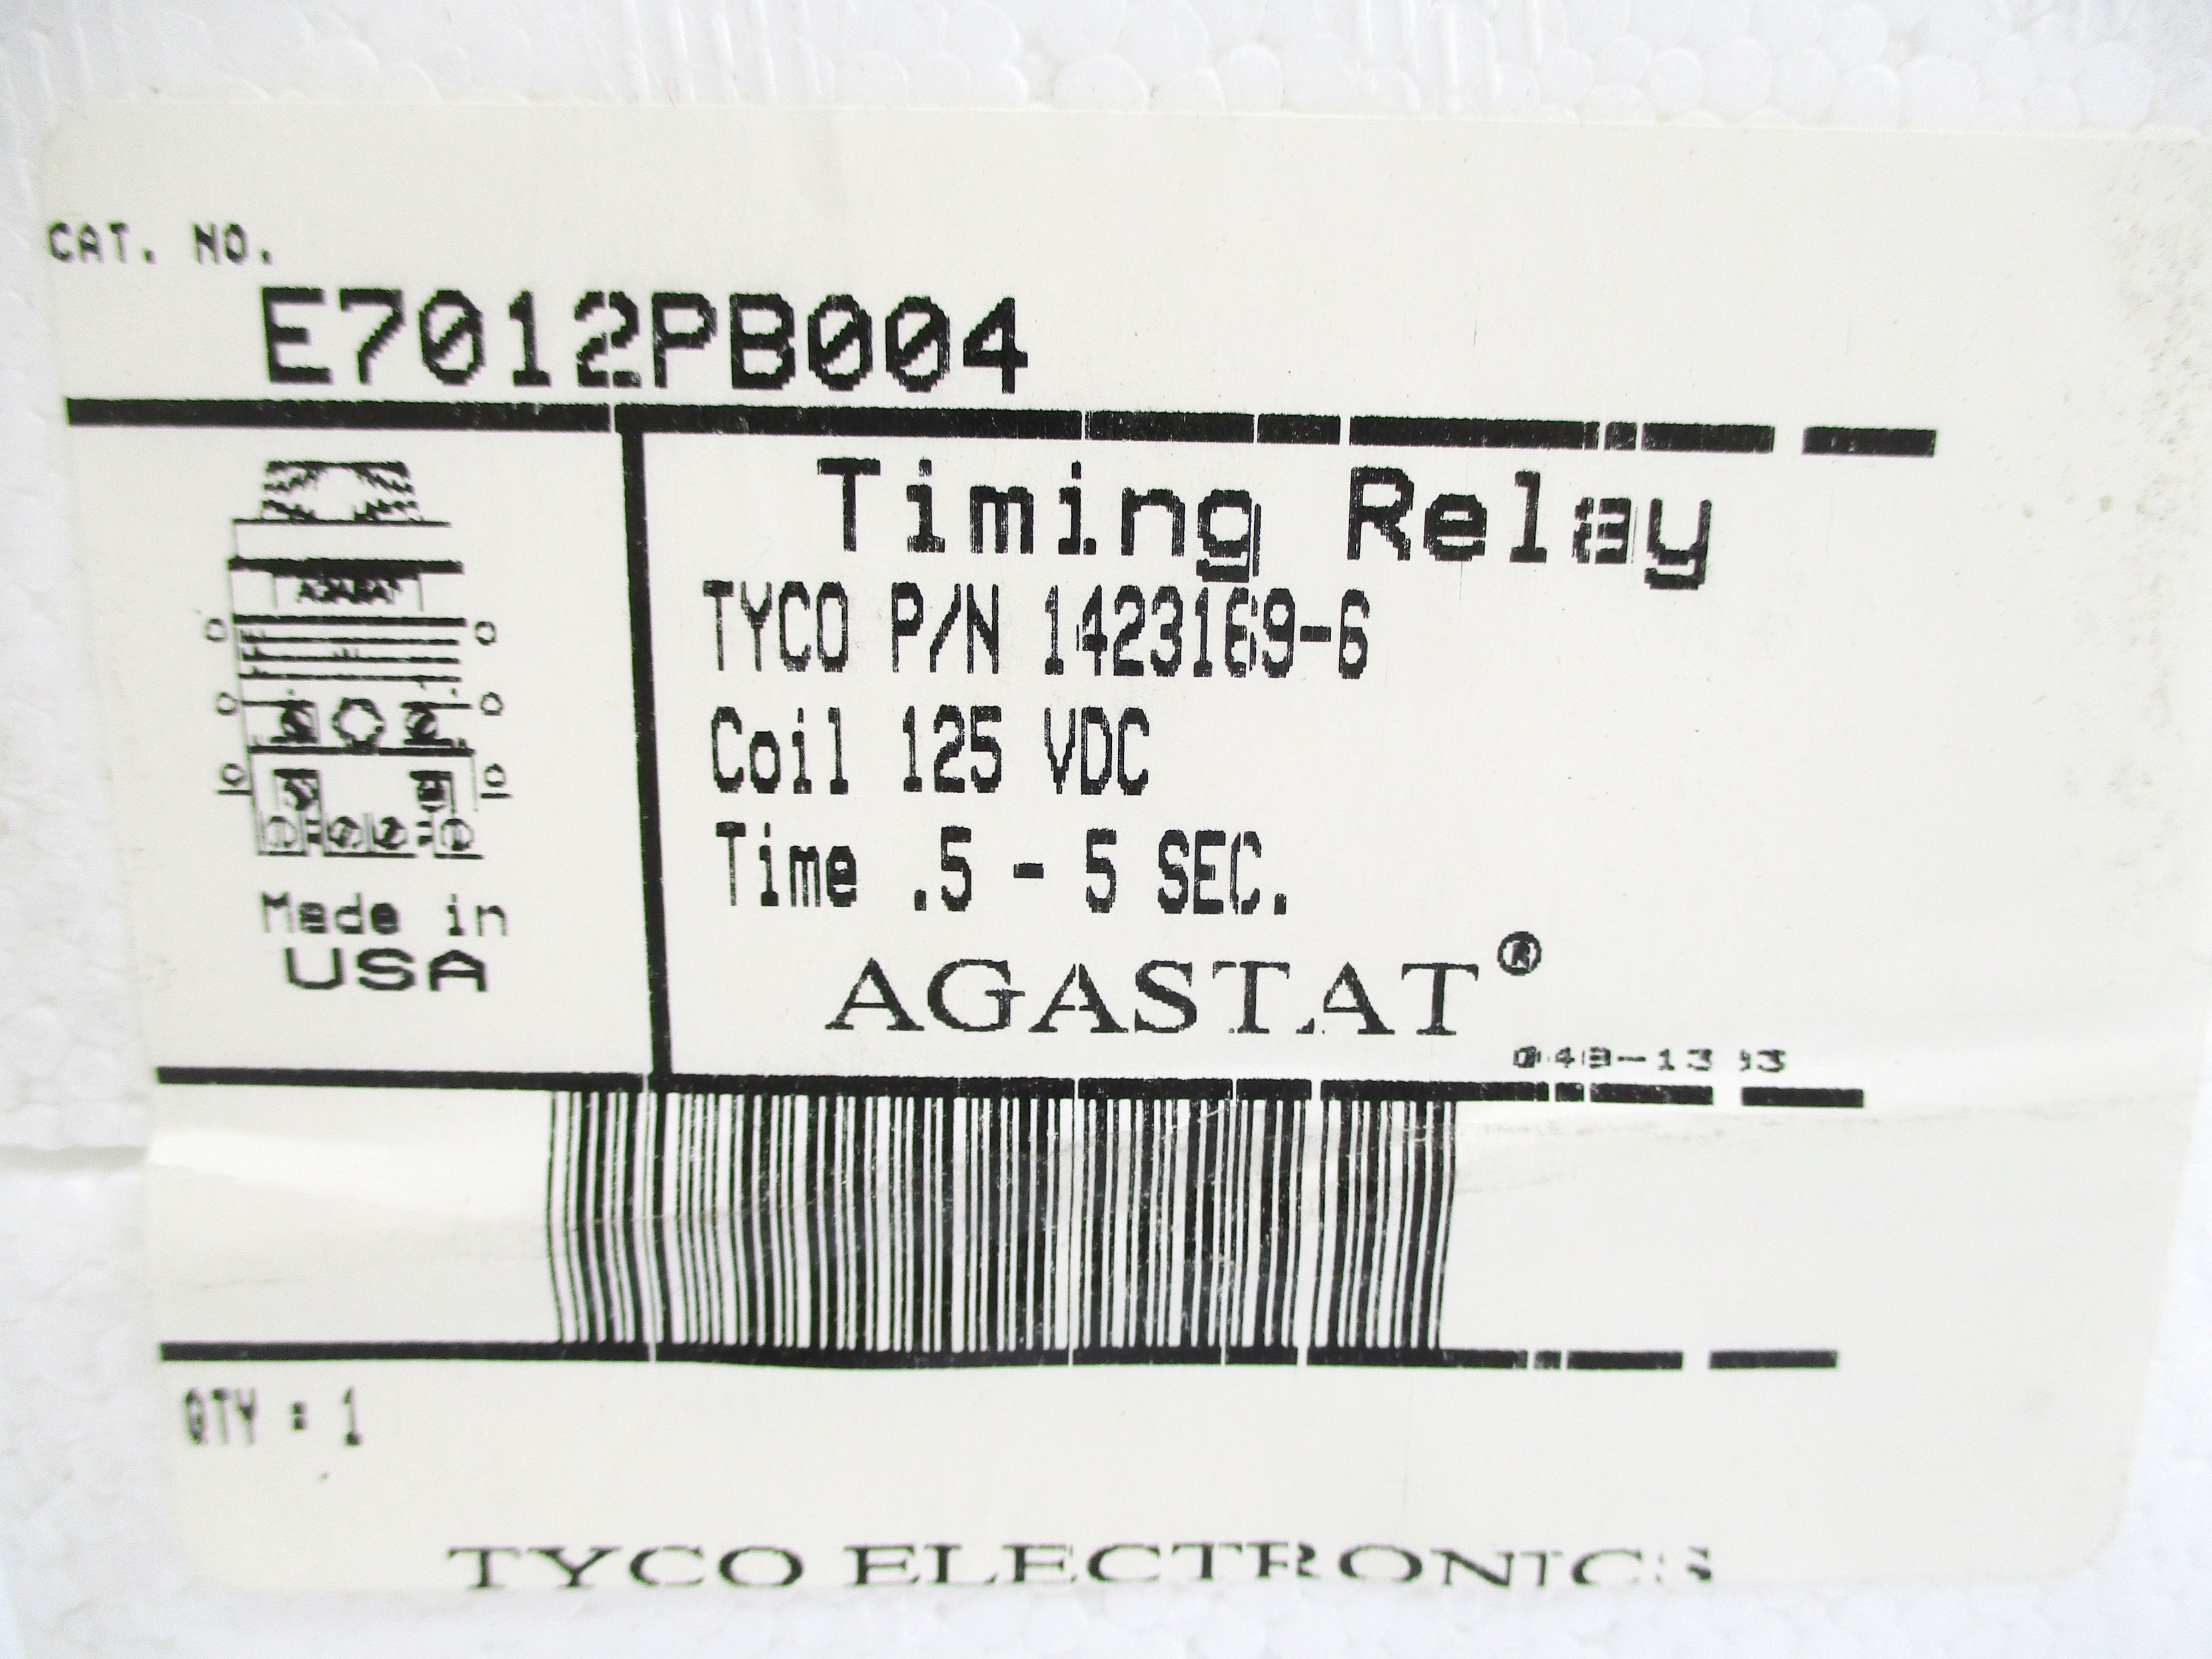 CAT. NO.
E7012PB004
Timing Relay
TYCO P/N 1423169-6
Coil 125 VDC
Time .5 - 5 SEC.
Made in
USA
AGASTAT®
QTY : 1
TYCO ELECTRONICS